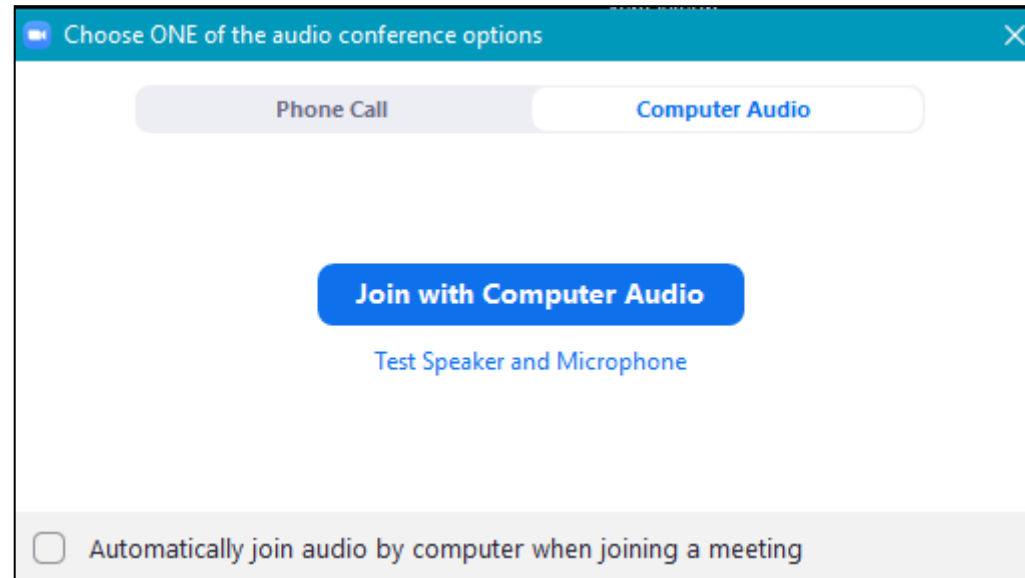 Choose ONE of the audio conference options
Phone Call
Computer Audio
Join with Computer Audio
Test Speaker and Microphone
Automatically join audio by computer when joining a meeting